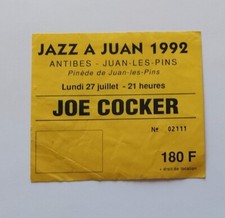 JAZZ A JUAN 1992
ANTIBES - JUAN-LES-PINS
Pinède de Juan-les-Pins
Lundi 27 juillet - 21 heures
JOE COCKER
Nº 02111
180 F